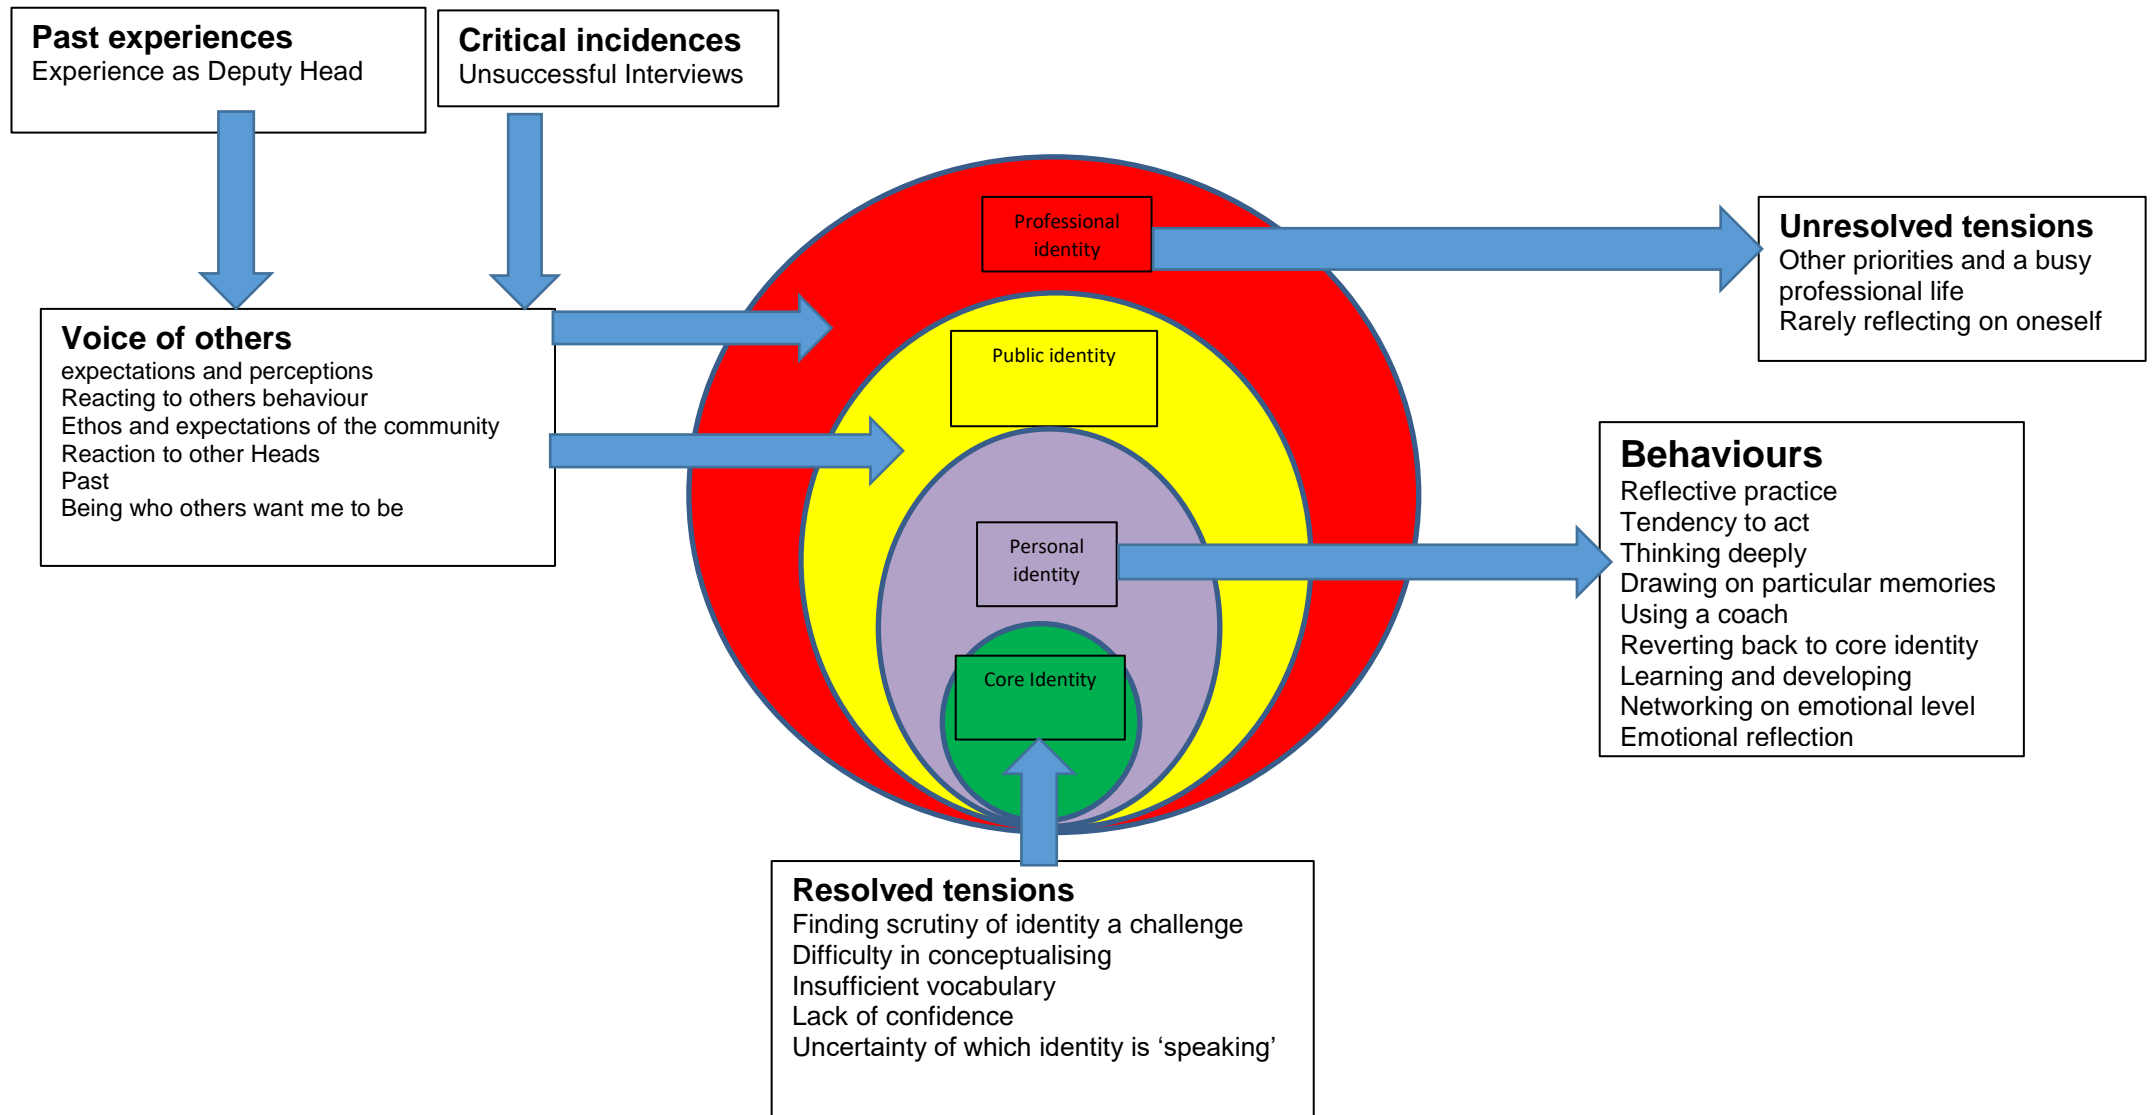 Past experiences
Experience as Deputy Head
Critical incidences
Unsuccessful Interviews
Voice of others
expectations and perceptions
Reacting to others behaviour
Ethos and expectations of the community
Reaction to other Heads
Past
Being who others want me to be
Professional
identity
Public identity
Personal
identity
Core Identity
Unresolved tensions
Other priorities and a busy
professional life
Rarely reflecting on oneself
Behaviours
Reflective practice
Tendency to act
Thinking deeply
Drawing on particular memories
Using a coach
Reverting back to core identity
Learning and developing
Networking on emotional level
Emotional reflection
Resolved tensions
Finding scrutiny of identity a challenge
Difficulty in conceptualising
Insufficient vocabulary
Lack of confidence
Uncertainty of which identity is ‘speaking’